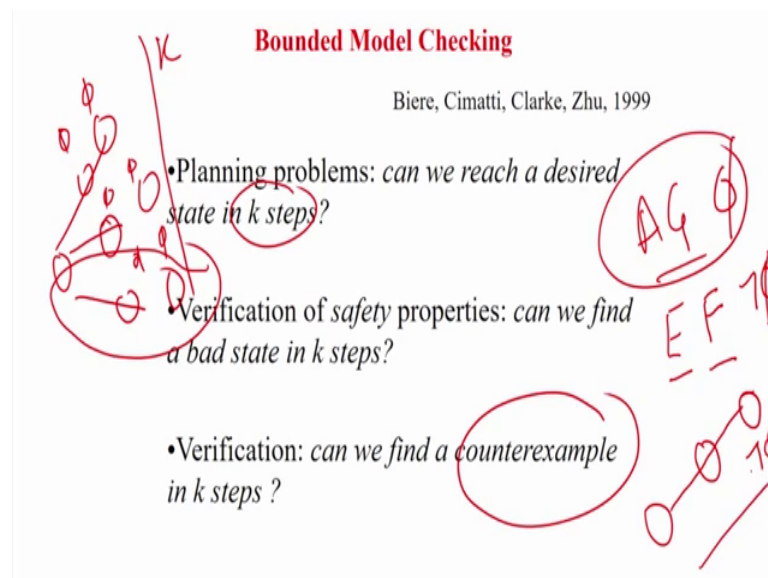 Bounded Model Checking
Biere, Cimatti, Clarke, Zhu, 1999
K
•Planning problems: can we reach a desired
state in k steps?
AG ϕ
•Verification of safety properties: can we find
a bad state in k steps?
EF ¬ϕ
•Verification: can we find a counterexample
in k steps ?